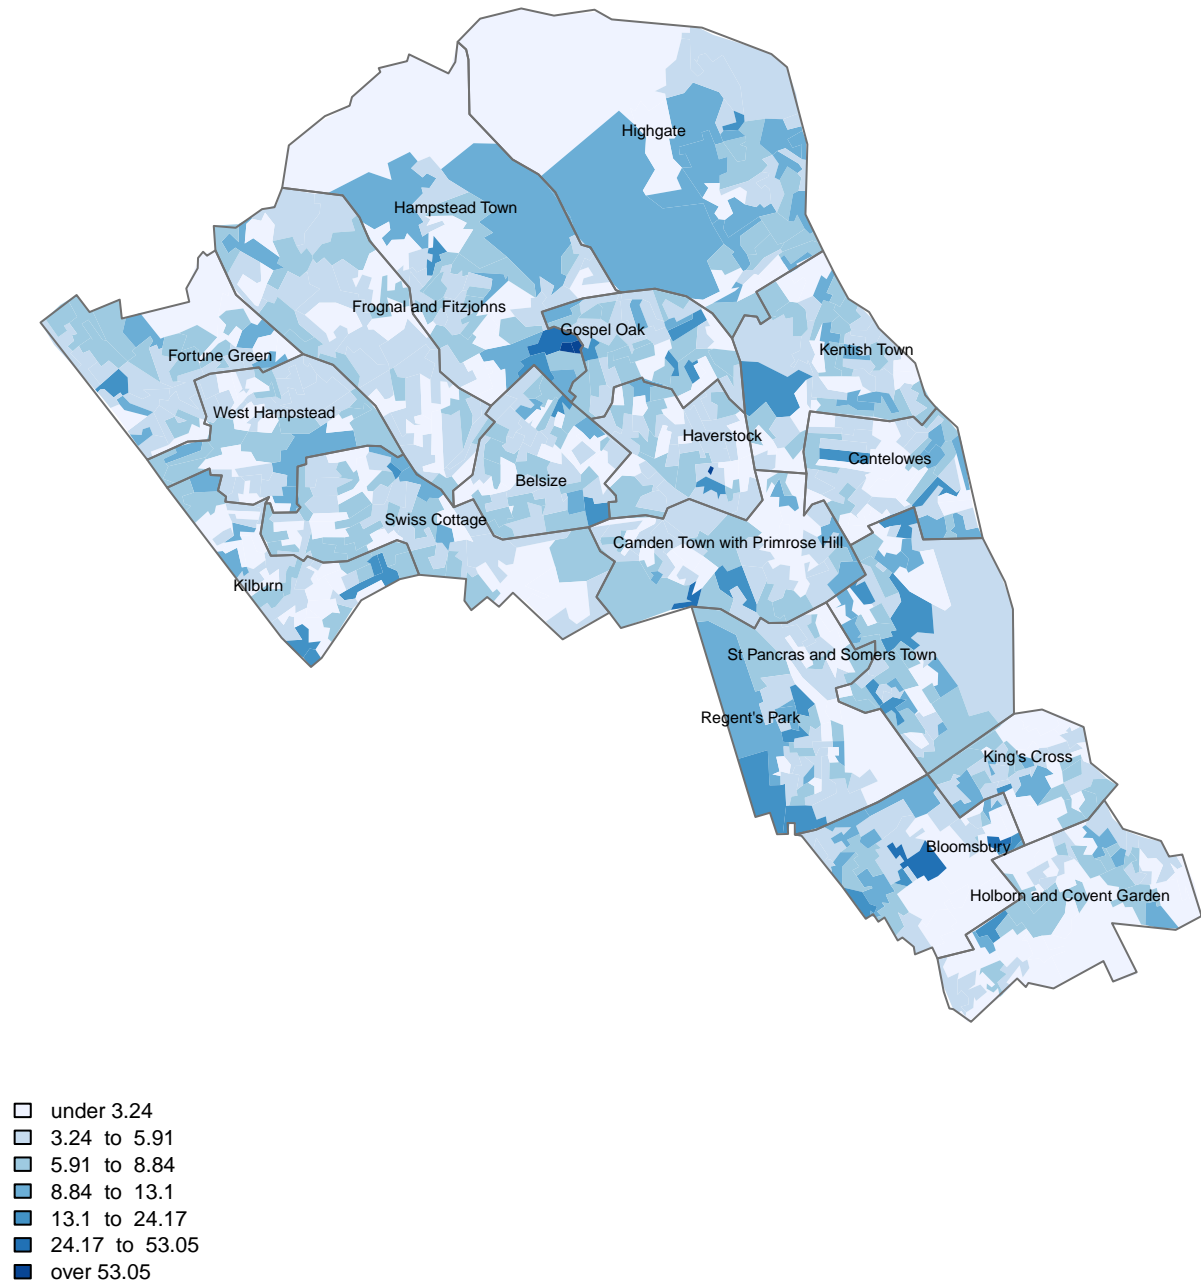 Highgate
Hampstead Town
Frognal and Fitzjohns
Gospel Oak
Kentish Town
Fortune Green
West Hampstead
Haverstock
Cantelowes
Belsize
Swiss Cottage
Camden Town with Primrose Hill
Kilburn
St Pancras and Somers Town
Regent's Park
King's Cross
Bloomsbury
Holborn and Covent Garden
under 3.24
3.24 to 5.91
5.91 to 8.84
8.84 to 13.1
13.1 to 24.17
24.17 to 53.05
over 53.05